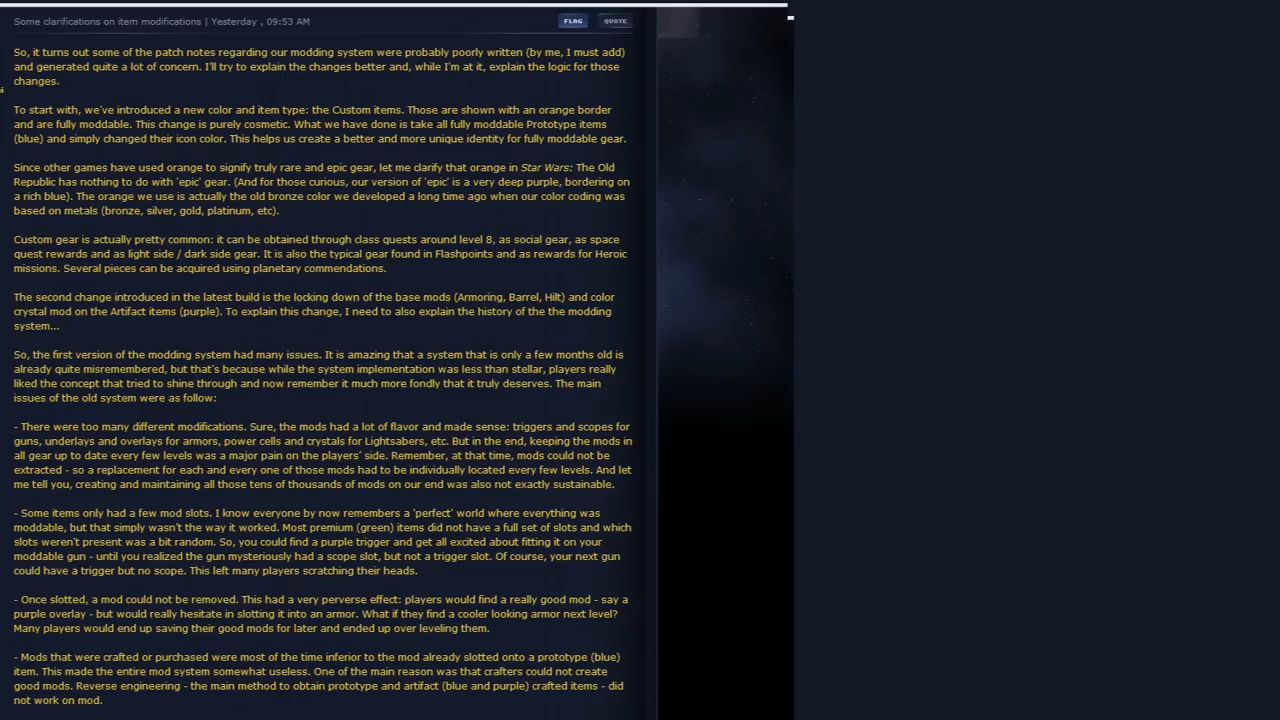 Some clarifications on item modifications | Yesterday , 09:53 AM
FLAG
QUOTE
So, it turns out some of the patch notes regarding our modding system were probably poorly written (by me, I must add)
and generated quite a lot of concern. I'll try to explain the changes better and, while I'm at it, explain the logic for those
changes.
To start with, we've introduced a new color and item type: the Custom items. Those are shown with an orange border
and are fully moddable. This change is purely cosmetic. What we have done is take all fully moddable Prototype items
(blue) and simply changed their icon color. This helps us create a better and more unique identity for fully moddable gear.
Since other games have used orange to signify truly rare and epic gear, let me clarify that orange in Star Wars: The Old
Republic has nothing to do with 'epic' gear. (And for those curious, our version of 'epic' is a very deep purple, bordering on
a rich blue). The orange we use is actually the old bronze color we developed a long time ago when our color coding was
based on metals (bronze, silver, gold, platinum, etc).
Custom gear is actually pretty common: it can be obtained through class quests around level 8, as social gear, as space
quest rewards and as light side / dark side gear. It is also the typical gear found in Flashpoints and as rewards for Heroic
missions. Several pieces can be acquired using planetary commendations.
The second change introduced in the latest build is the locking down of the base mods (Armoring, Barrel, Hilt) and color
crystal mod on the Artifact items (purple). To explain this change, I need to also explain the history of the the modding
system...
So, the first version of the modding system had many issues. It is amazing that a system that is only a few months old is
already quite misremembered, but that's because while the system implementation was less than stellar, players really
liked the concept that tried to shine through and now remember it much more fondly that it truly deserves. The main
issues of the old system were as follow:
- There were too many different modifications. Sure, the mods had a lot of flavor and made sense: triggers and scopes for
guns, underlays and overlays for armors, power cells and crystals for Lightsabers, etc. But in the end, keeping the mods in
all gear up to date every few levels was a major pain on the players' side. Remember, at that time, mods could not be
extracted - so a replacement for each and every one of those mods had to be individually located every few levels. And let
me tell you, creating and maintaining all those tens of thousands of mods on our end was also not exactly sustainable.
- Some items only had a few mod slots. I know everyone by now remembers a 'perfect' world where everything was
moddable, but that simply wasn't the way it worked. Most premium (green) items did not have a full set of slots and which
slots weren't present was a bit random. So, you could find a purple trigger and get all excited about fitting it on your
moddable gun - until you realized the gun mysteriously had a scope slot, but not a trigger slot. Of course, your next gun
could have a trigger but no scope. This left many players scratching their heads.
- Once slotted, a mod could not be removed. This had a very perverse effect: players would find a really good mod - say a
purple overlay - but would really hesitate in slotting it into an armor. What if they find a cooler looking armor next level?
Many players would end up saving their good mods for later and ended up over leveling them.
- Mods that were crafted or purchased were most of the time inferior to the mod already slotted onto a prototype (blue)
item. This made the entire mod system somewhat useless. One of the main reason was that crafters could not create
good mods. Reverse engineering - the main method to obtain prototype and artifact (blue and purple) crafted items - did
not work on mod.